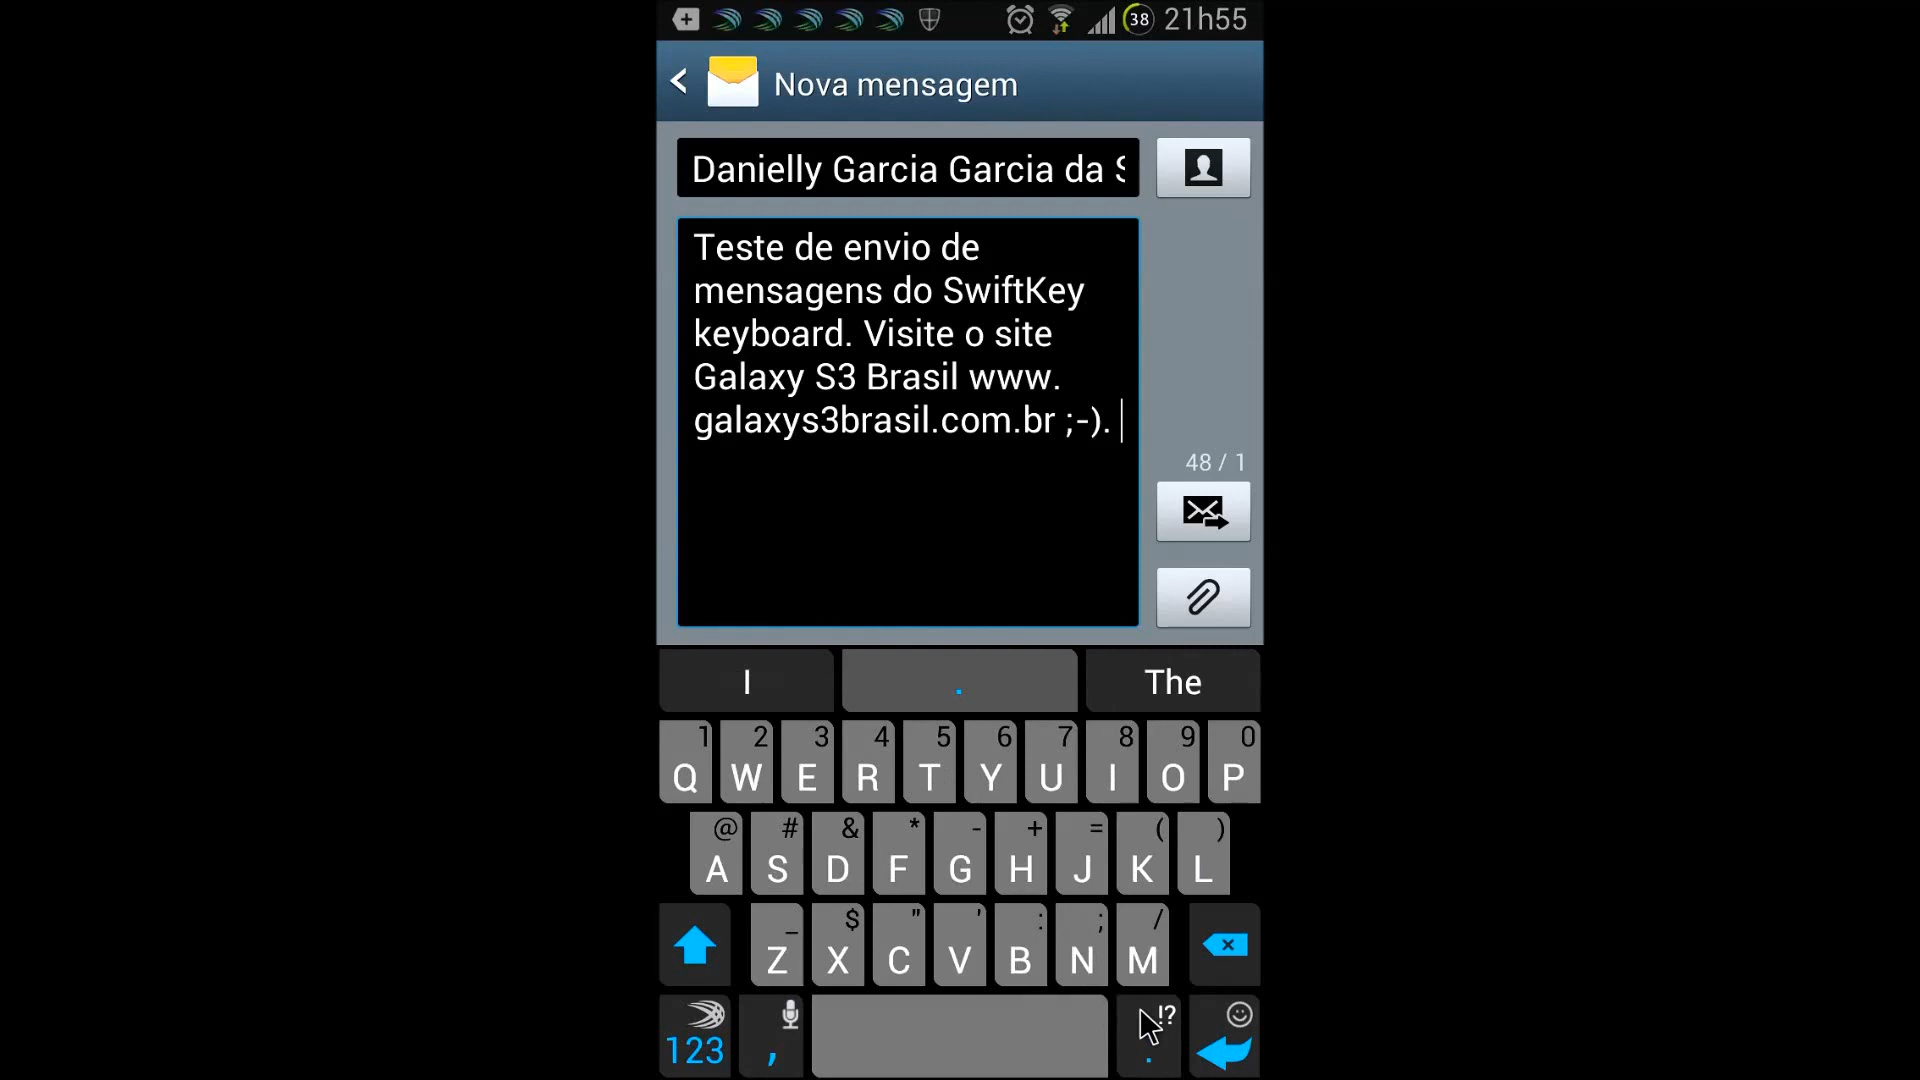 38 21h55
Nova mensagem
Danielly Garcia Garcia da S
Teste de envio de
mensagens do SwiftKey
keyboard. Visite o site
Galaxy S3 Brasil www.
galaxys3brasil.com.br ;-).
48 / 1
I . The
1 2 3 4 5 6 7 8 9 0
Q W E R T Y U I O P
@ # & * - + = ( )
A S D F G H J K L
_ $ " ' : ; /
Z X C V B N M
!?
123 , .